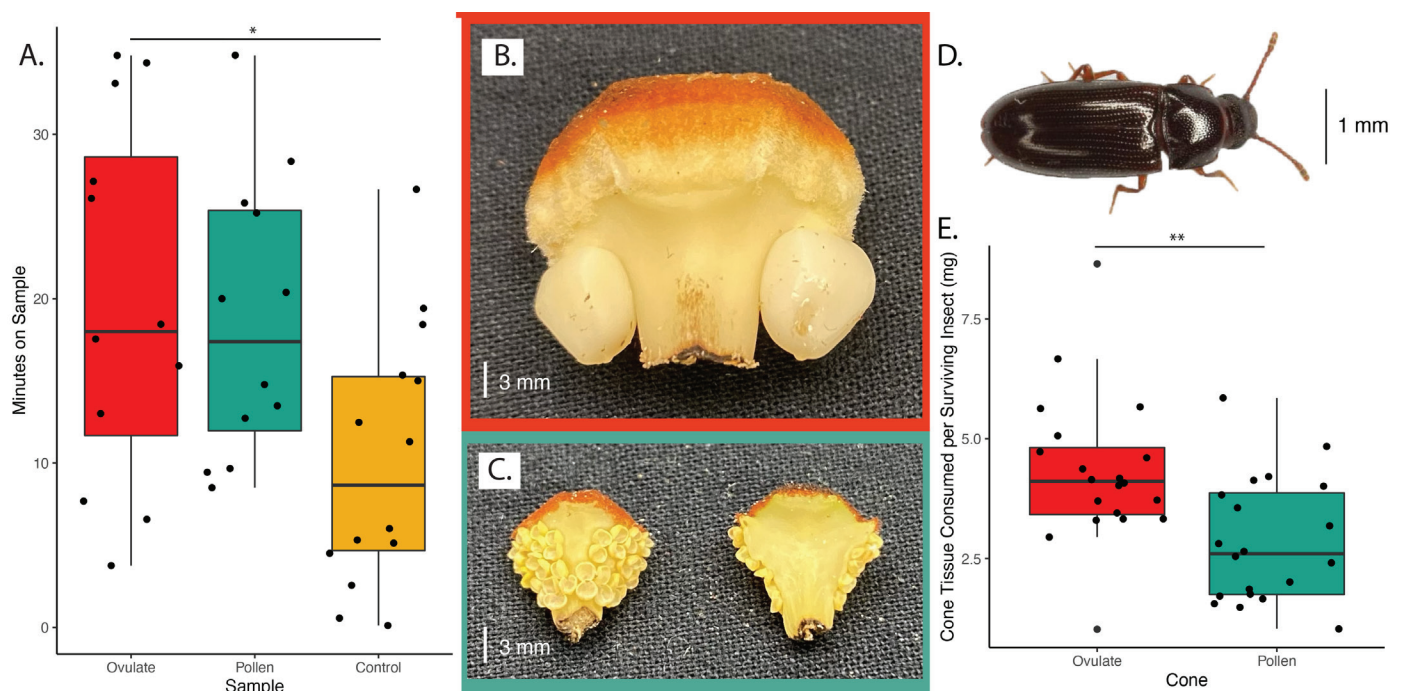 A.
*
Minutes on Sample
30
20
10
0
Ovulate
Pollen
Control
Sample
B.
3 mm
C.
3 mm
D.
1 mm
E.
**
Cone Tissue Consumed per Surviving Insect (mg)
7.5
5.0
2.5
Ovulate
Pollen
Cone